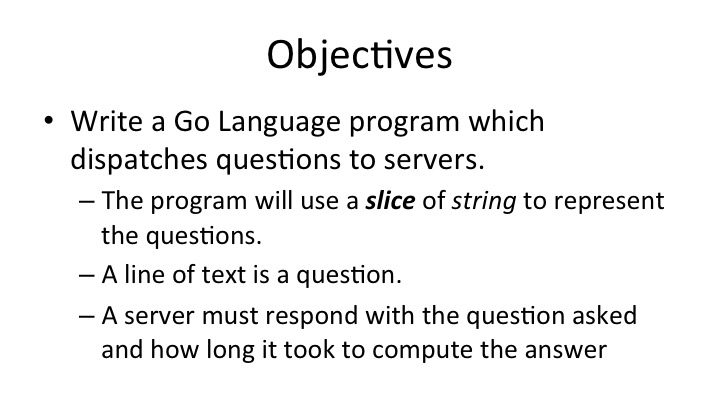 Objectives
• Write a Go Language program which
dispatches questions to servers.
– The program will use a slice of string to represent
the questions.
– A line of text is a question.
– A server must respond with the question asked
and how long it took to compute the answer